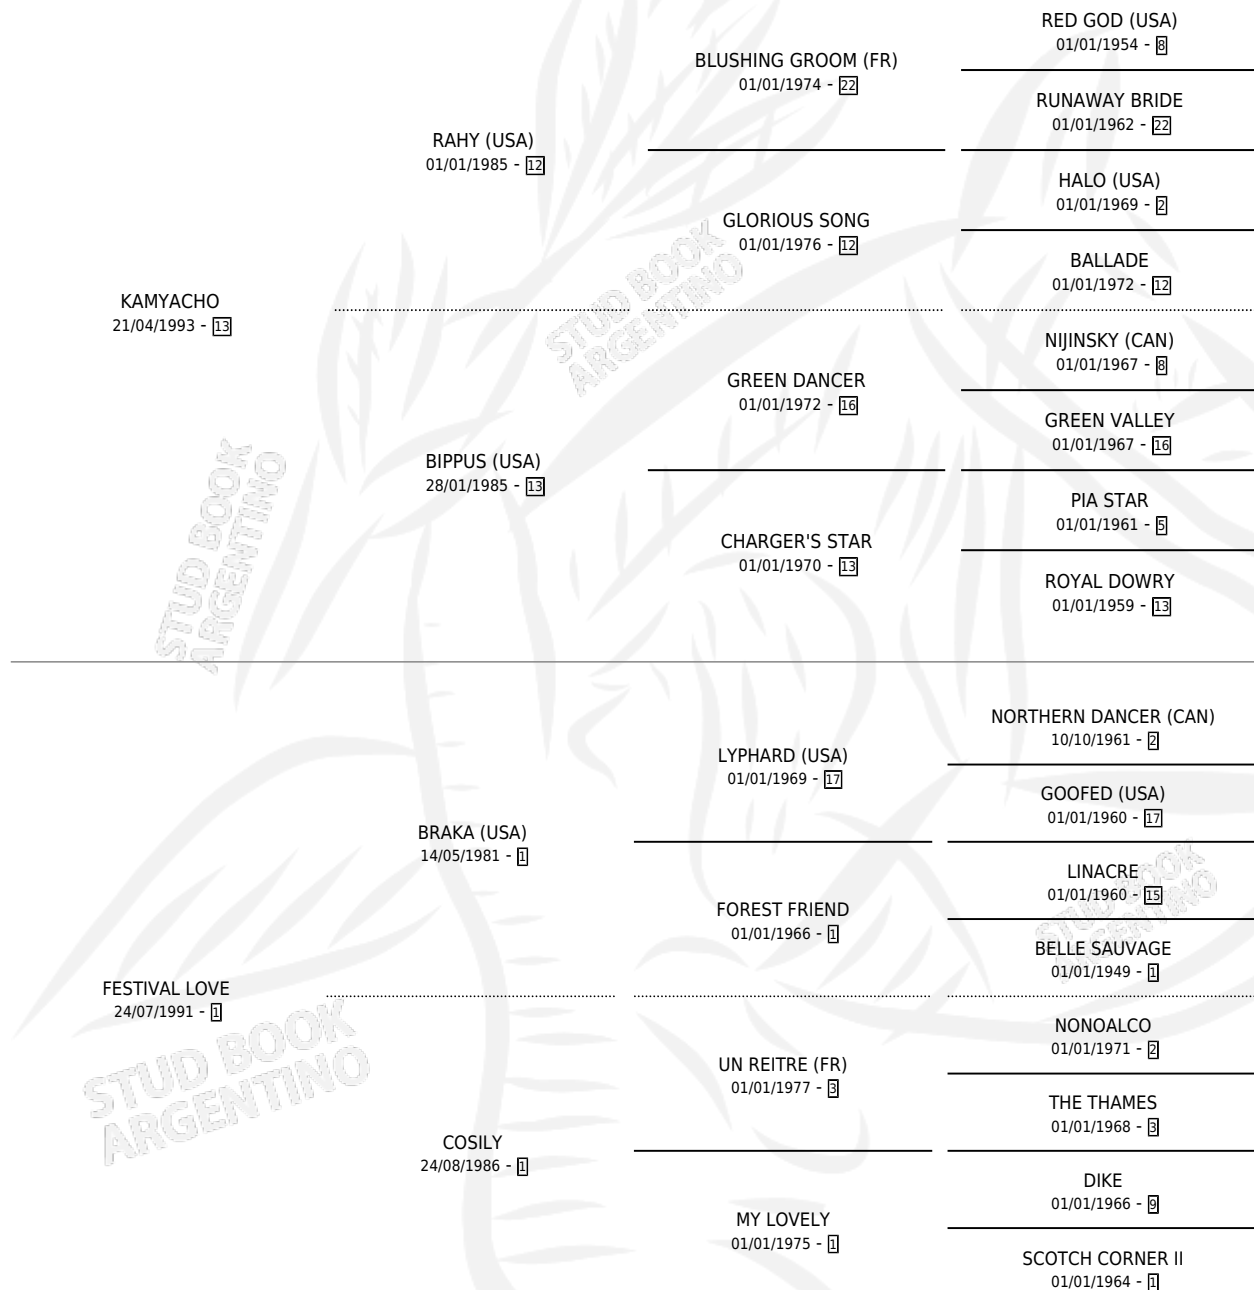 RED GOD (USA)
01/01/1954 - 8
BLUSHING GROOM (FR)
01/01/1974 - 22
RUNAWAY BRIDE
01/01/1962 - 22
RAHY (USA)
01/01/1985 - 12
HALO (USA)
01/01/1969 - 2
GLORIOUS SONG
01/01/1976 - 12
BALLADE
01/01/1972 - 12
KAMYACHO
21/04/1993 - 13
NIJINSKY (CAN)
01/01/1967 - 8
GREEN DANCER
01/01/1972 - 16
GREEN VALLEY
01/01/1967 - 16
BIPPUS (USA)
28/01/1985 - 13
PIA STAR
01/01/1961 - 5
CHARGER'S STAR
01/01/1970 - 13
ROYAL DOWRY
01/01/1959 - 13
NORTHERN DANCER (CAN)
10/10/1961 - 2
LYPHARD (USA)
01/01/1969 - 17
GOOFED (USA)
01/01/1960 - 17
BRAKA (USA)
14/05/1981 - 1
LINACRE
01/01/1960 - 15
FOREST FRIEND
01/01/1966 - 1
BELLE SAUVAGE
01/01/1949 - 1
FESTIVAL LOVE
24/07/1991 - 1
NONOALCO
01/01/1971 - 2
UN REITRE (FR)
01/01/1977 - 3
THE THAMES
01/01/1968 - 3
COSILY
24/08/1986 - 1
DIKE
01/01/1966 - 9
MY LOVELY
01/01/1975 - 1
SCOTCH CORNER II
01/01/1964 - 1
STUD BOOK
ARGENTINO
STUD BOOK
ARGENTINO
STUD BOOK
ARGENTINO
STUD BOOK
ARGENTINO